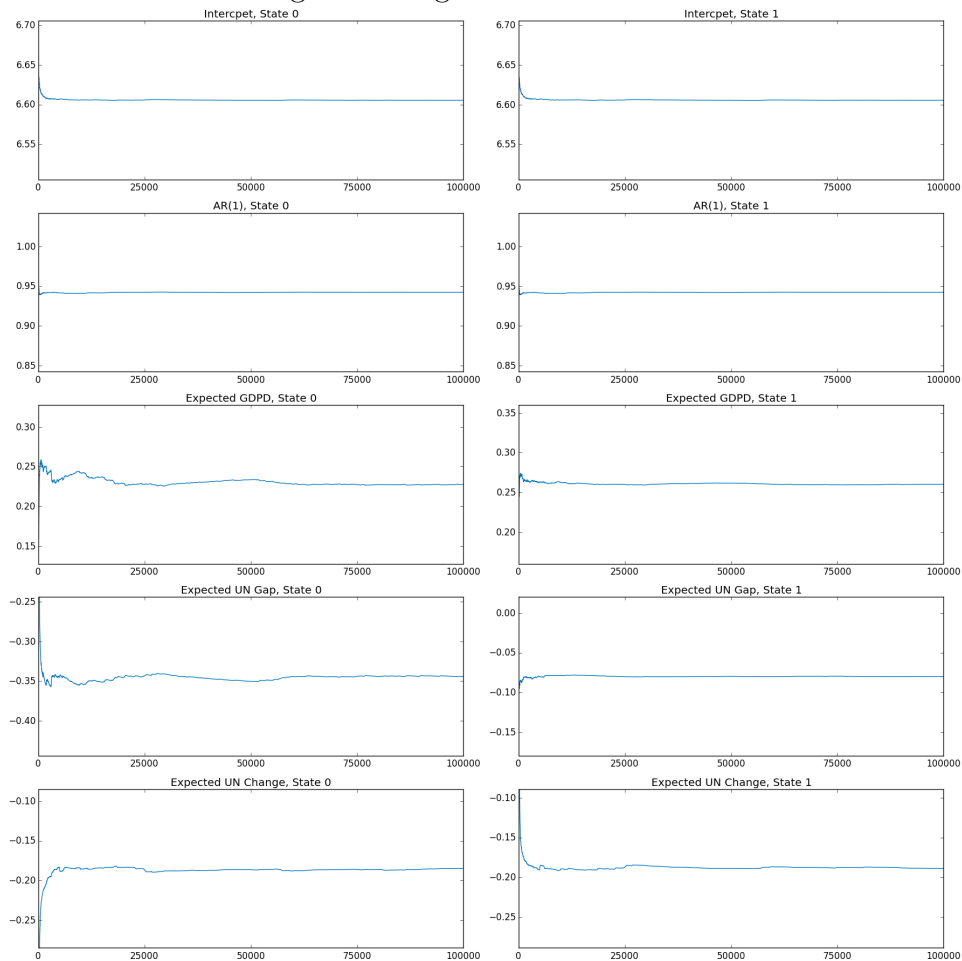 Intercpet, State 0
Intercpet, State 1
6.70
6.65
6.60
6.55
0 25000 50000 75000 100000
6.70
6.65
6.60
6.55
0 25000 50000 75000 100000
AR(1), State 0
AR(1), State 1
1.00
0.95
0.90
0.85
0 25000 50000 75000 100000
1.00
0.95
0.90
0.85
0 25000 50000 75000 100000
Expected GDPD, State 0
Expected GDPD, State 1
0.30
0.25
0.20
0.15
0 25000 50000 75000 100000
0.35
0.30
0.25
0.20
0 25000 50000 75000 100000
Expected UN Gap, State 0
Expected UN Gap, State 1
−0.25
−0.30
−0.35
−0.40
0 25000 50000 75000 100000
0.00
−0.05
−0.10
−0.15
0 25000 50000 75000 100000
Expected UN Change, State 0
Expected UN Change, State 1
−0.10
−0.15
−0.20
−0.25
0 25000 50000 75000 100000
−0.10
−0.15
−0.20
−0.25
0 25000 50000 75000 100000